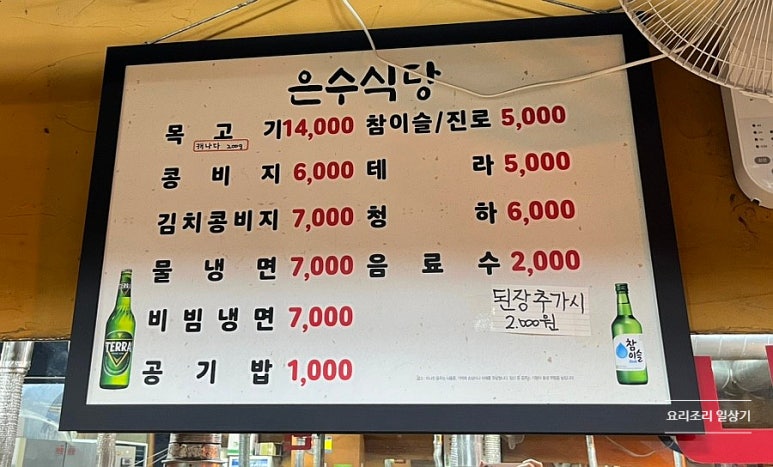 은수식당
목고기 14,000
캐나다 200g
콩비지 6,000
김치콩비지 7,000
물냉면 7,000
비빔냉면 7,000
공기밥 1,000
참이슬/진로 5,000
테라 5,000
청하 6,000
음료수 2,000
된장추가시
2.000원
TERRA
참이슬
요리조리 일상기